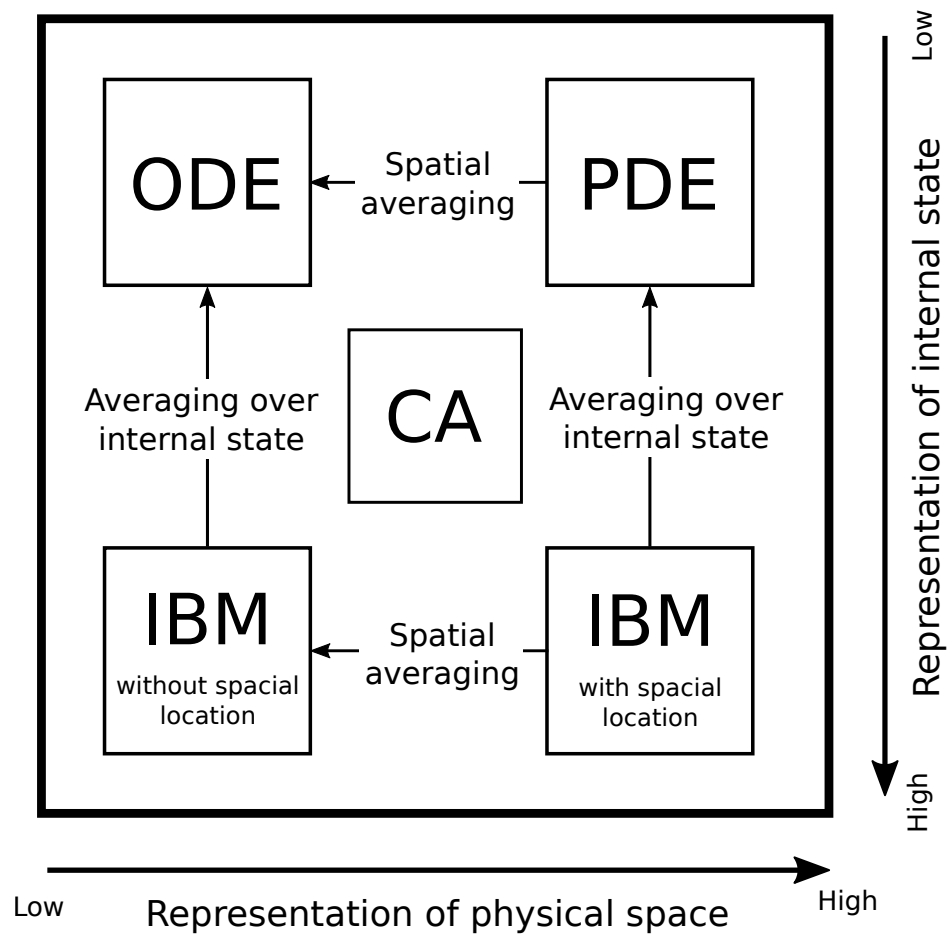 ODE
Spatial
averaging
PDE
Averaging over
internal state
CA
Averaging over
internal state
IBM
without spacial
location
Spatial
averaging
IBM
with spacial
location
Low
Representation of internal state
High
Low
Representation of physical space
High